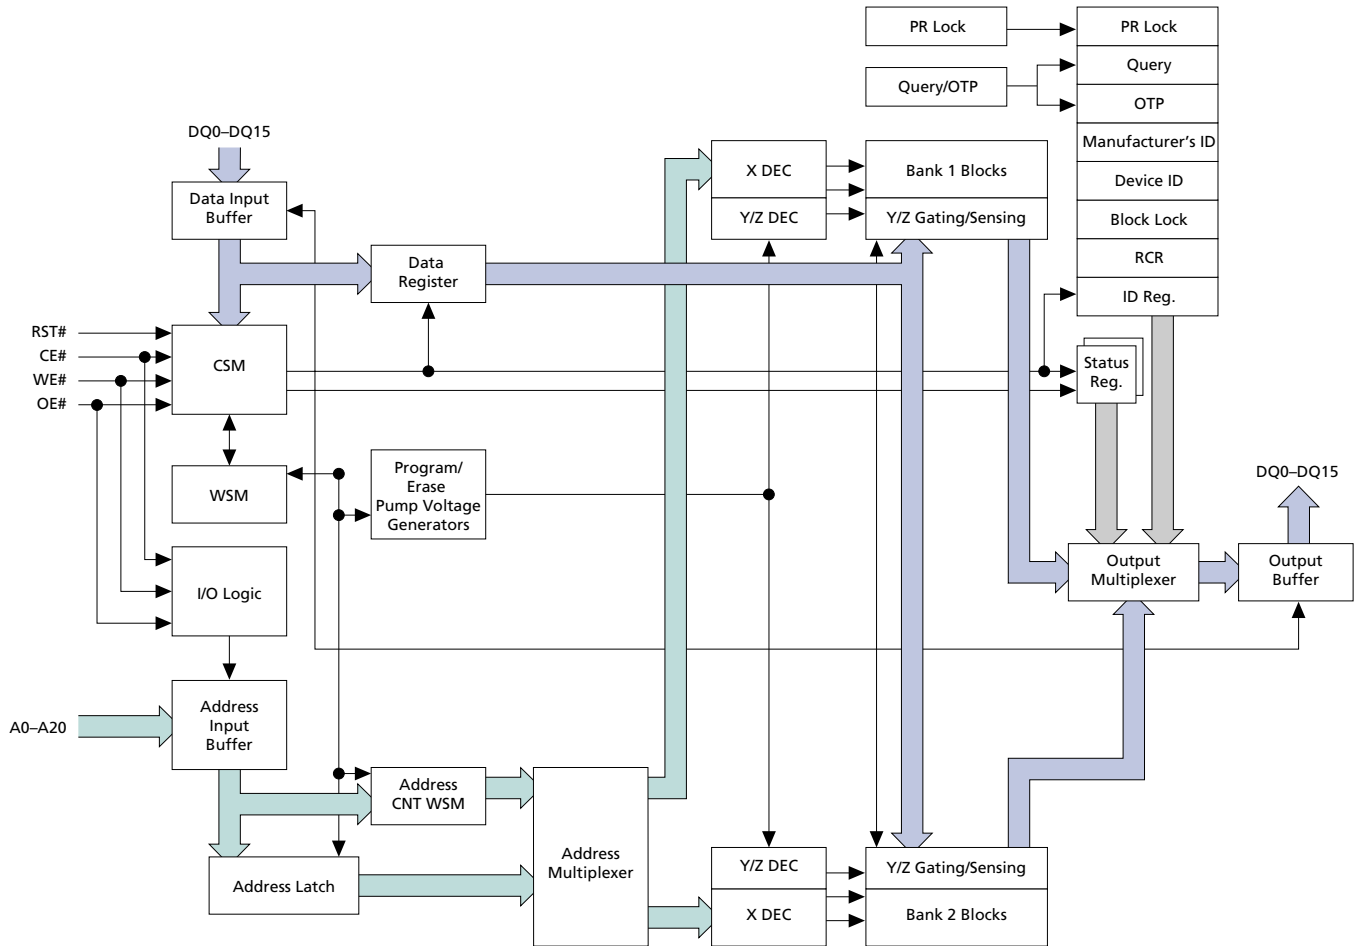 PR Lock
PR Lock
Query/OTP
Query
OTP
Manufacturer's ID
Device ID
Block Lock
RCR
ID Reg.
DQ0–DQ15
Data Input
Buffer
X DEC
Y/Z DEC
Bank 1 Blocks
Y/Z Gating/Sensing
Data
Register
RST#
CE#
WE#
OE#
CSM
Status
Reg.
WSM
Program/
Erase
Pump Voltage
Generators
DQ0–DQ15
I/O Logic
Output
Multiplexer
Output
Buffer
A0–A20
Address
Input
Buffer
Address
CNT WSM
Address Latch
Address
Multiplexer
Y/Z DEC
X DEC
Y/Z Gating/Sensing
Bank 2 Blocks